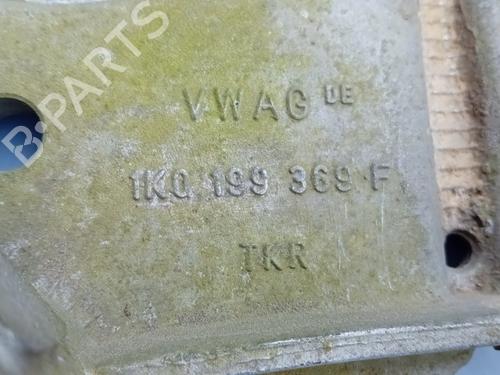 VWAG DE
1K0 199 369 F
TKR
B-PARTS